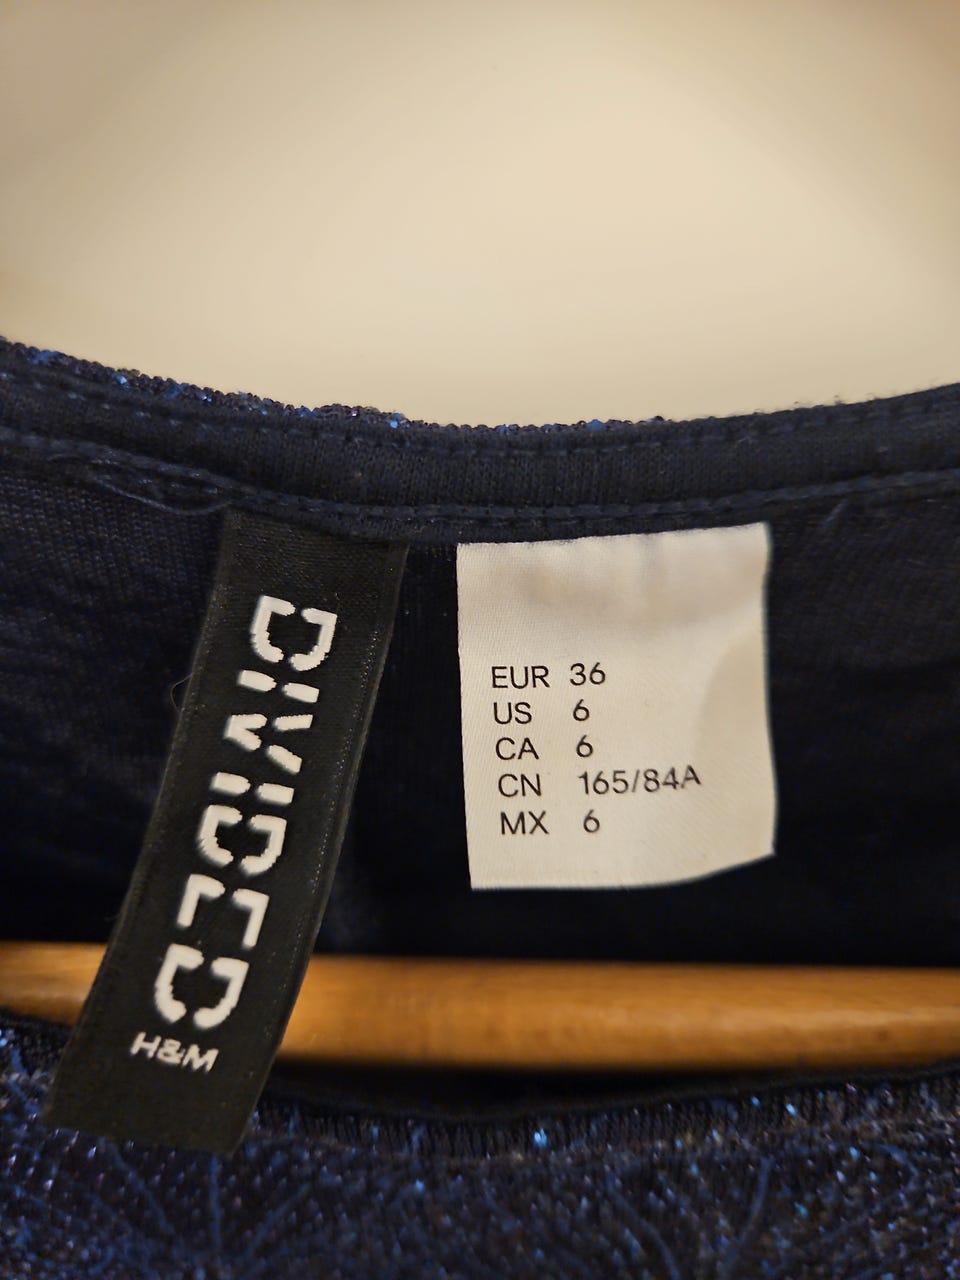 DIVIDED
H&M
EUR 36
US 6
CA 6
CN 165/84A
MX 6